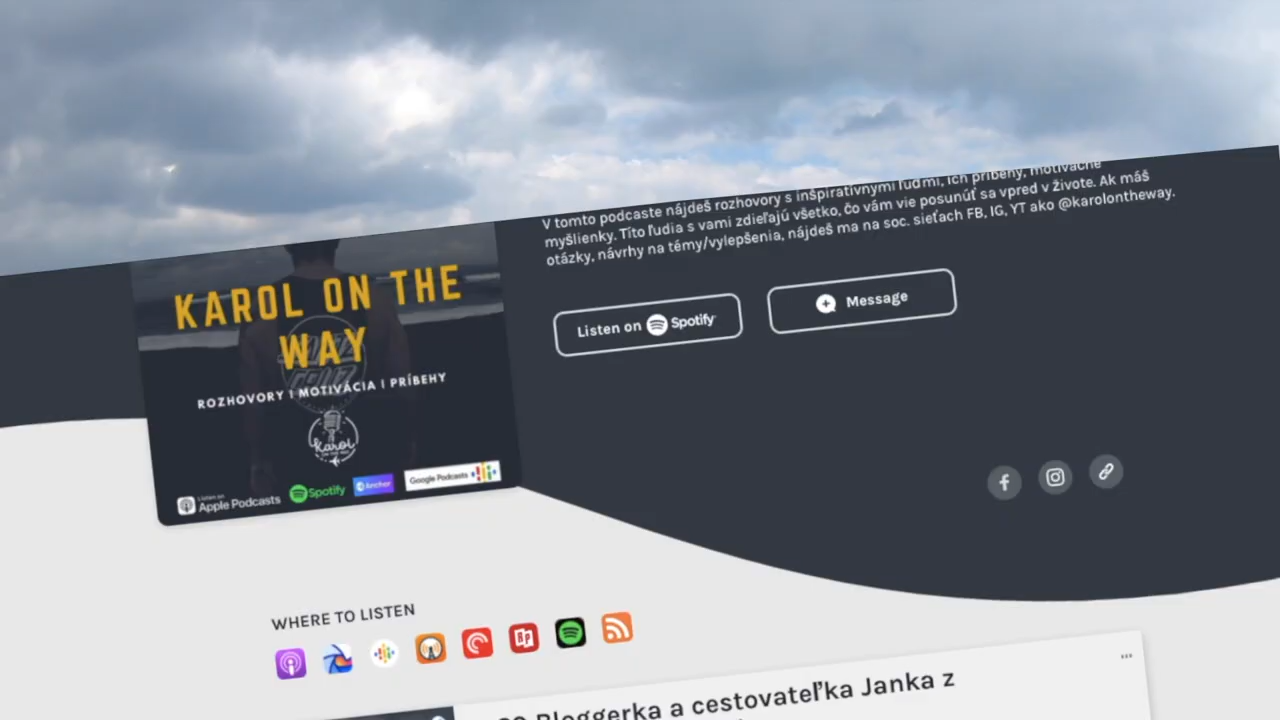 V tomto podcaste nájdeš rozhovory s inšpiratívnymi ľuďmi, ich príbehy, motivačné
myšlienky. Títo ľudia s vami zdieľajú všetko, čo vám vie posunúť sa vpred v živote. Ak máš
otázky, návrhy na témy/vylepšenia, nájdeš ma na soc. sieťach FB, IG, YT ako @karolontheway.
KAROL ON THE
WAY
ROZHOVORY | MOTIVÁCIA | PRÍBEHY
Karol
Listen on
Apple Podcasts
Spotify
Anchor
Google Podcasts
Listen on Spotify
Message
WHERE TO LISTEN
Bloggerka a cestovateľka Janka z